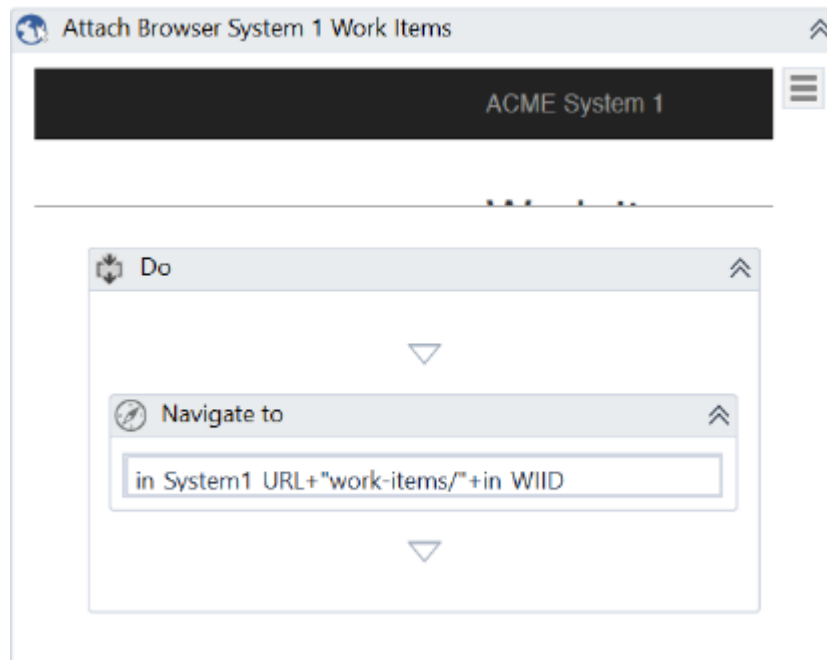 Attach Browser System 1 Work Items
ACME System 1
Do
Navigate to
in System1 URL+"work-items/"+in WIID